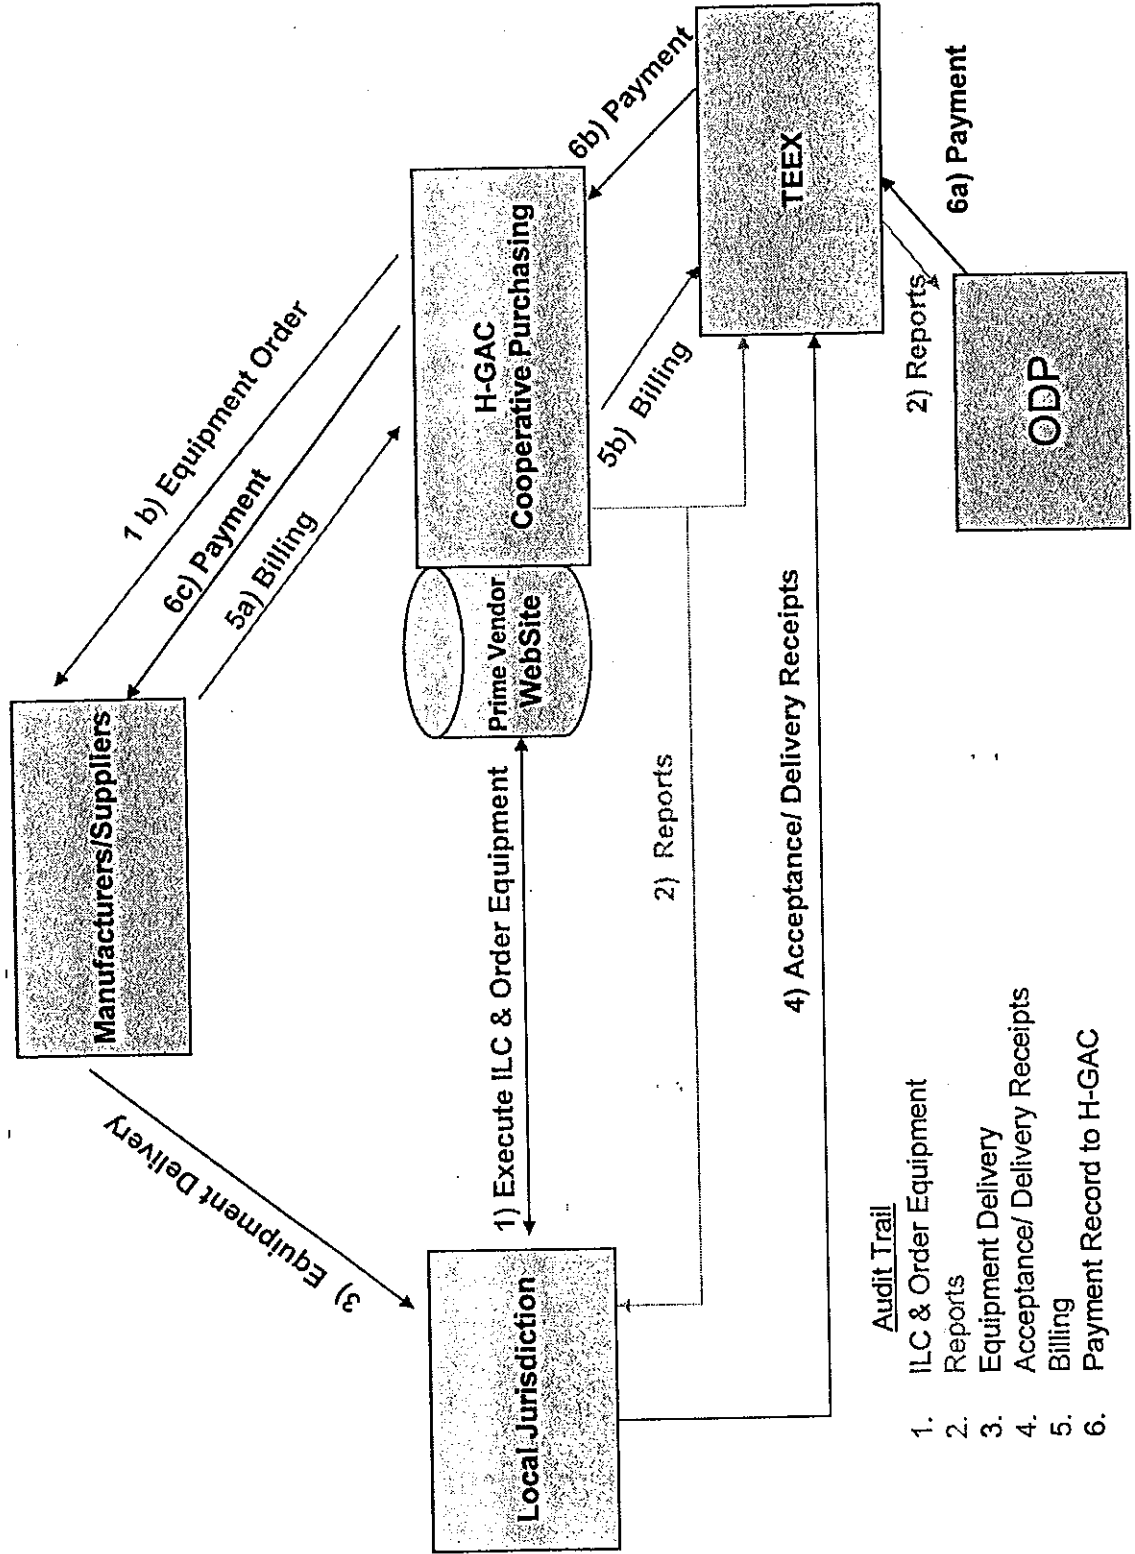 Manufacturers/Suppliers
3) Equipment Delivery
1 b) Equipment Order
6c) Payment
5a) Billing
Local Jurisdiction
1) Execute ILC & Order Equipment
Prime Vendor
WebSite
H-GAC
Cooperative Purchasing
6b) Payment
5b) Billing
2) Reports
4) Acceptance/ Delivery Receipts
TEEX
2) Reports
6a) Payment
ODP
Audit Trail
1. ILC & Order Equipment
2. Reports
3. Equipment Delivery
4. Acceptance/ Delivery Receipts
5. Billing
6. Payment Record to H-GAC